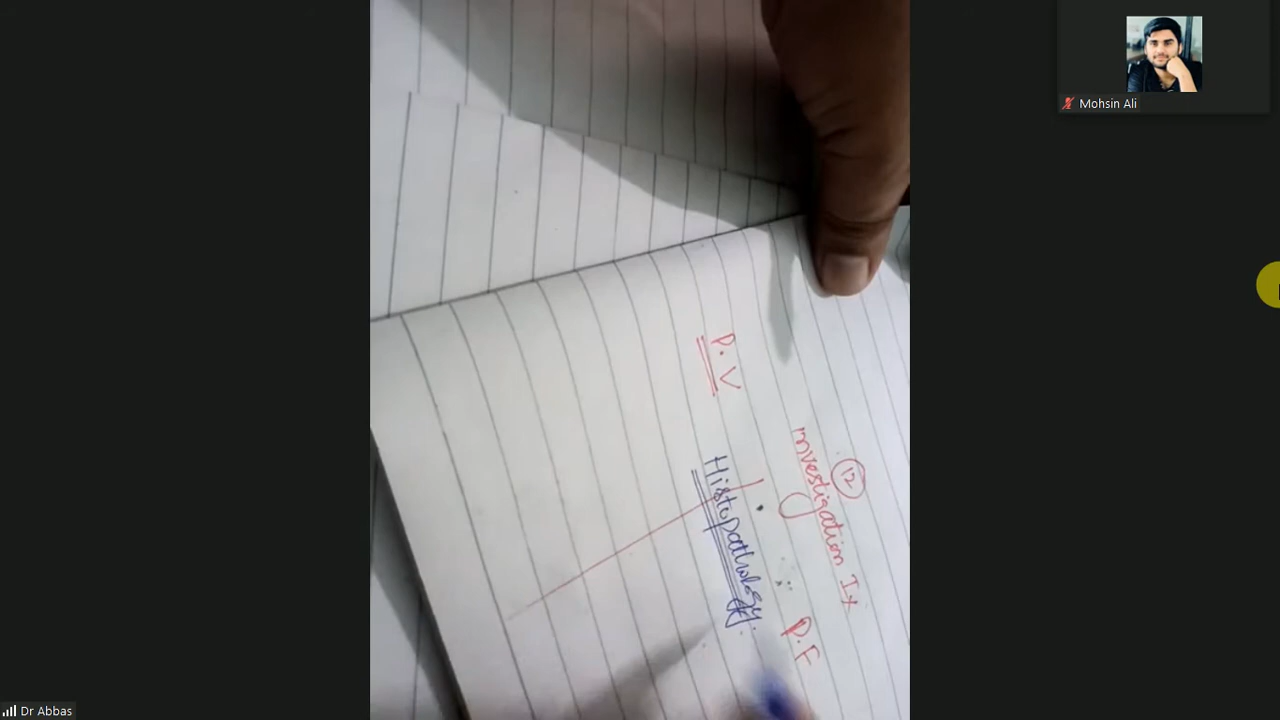 12
Investigation Ix
P.V
P.F
Histopathology.
Mohsin Ali
Dr Abbas